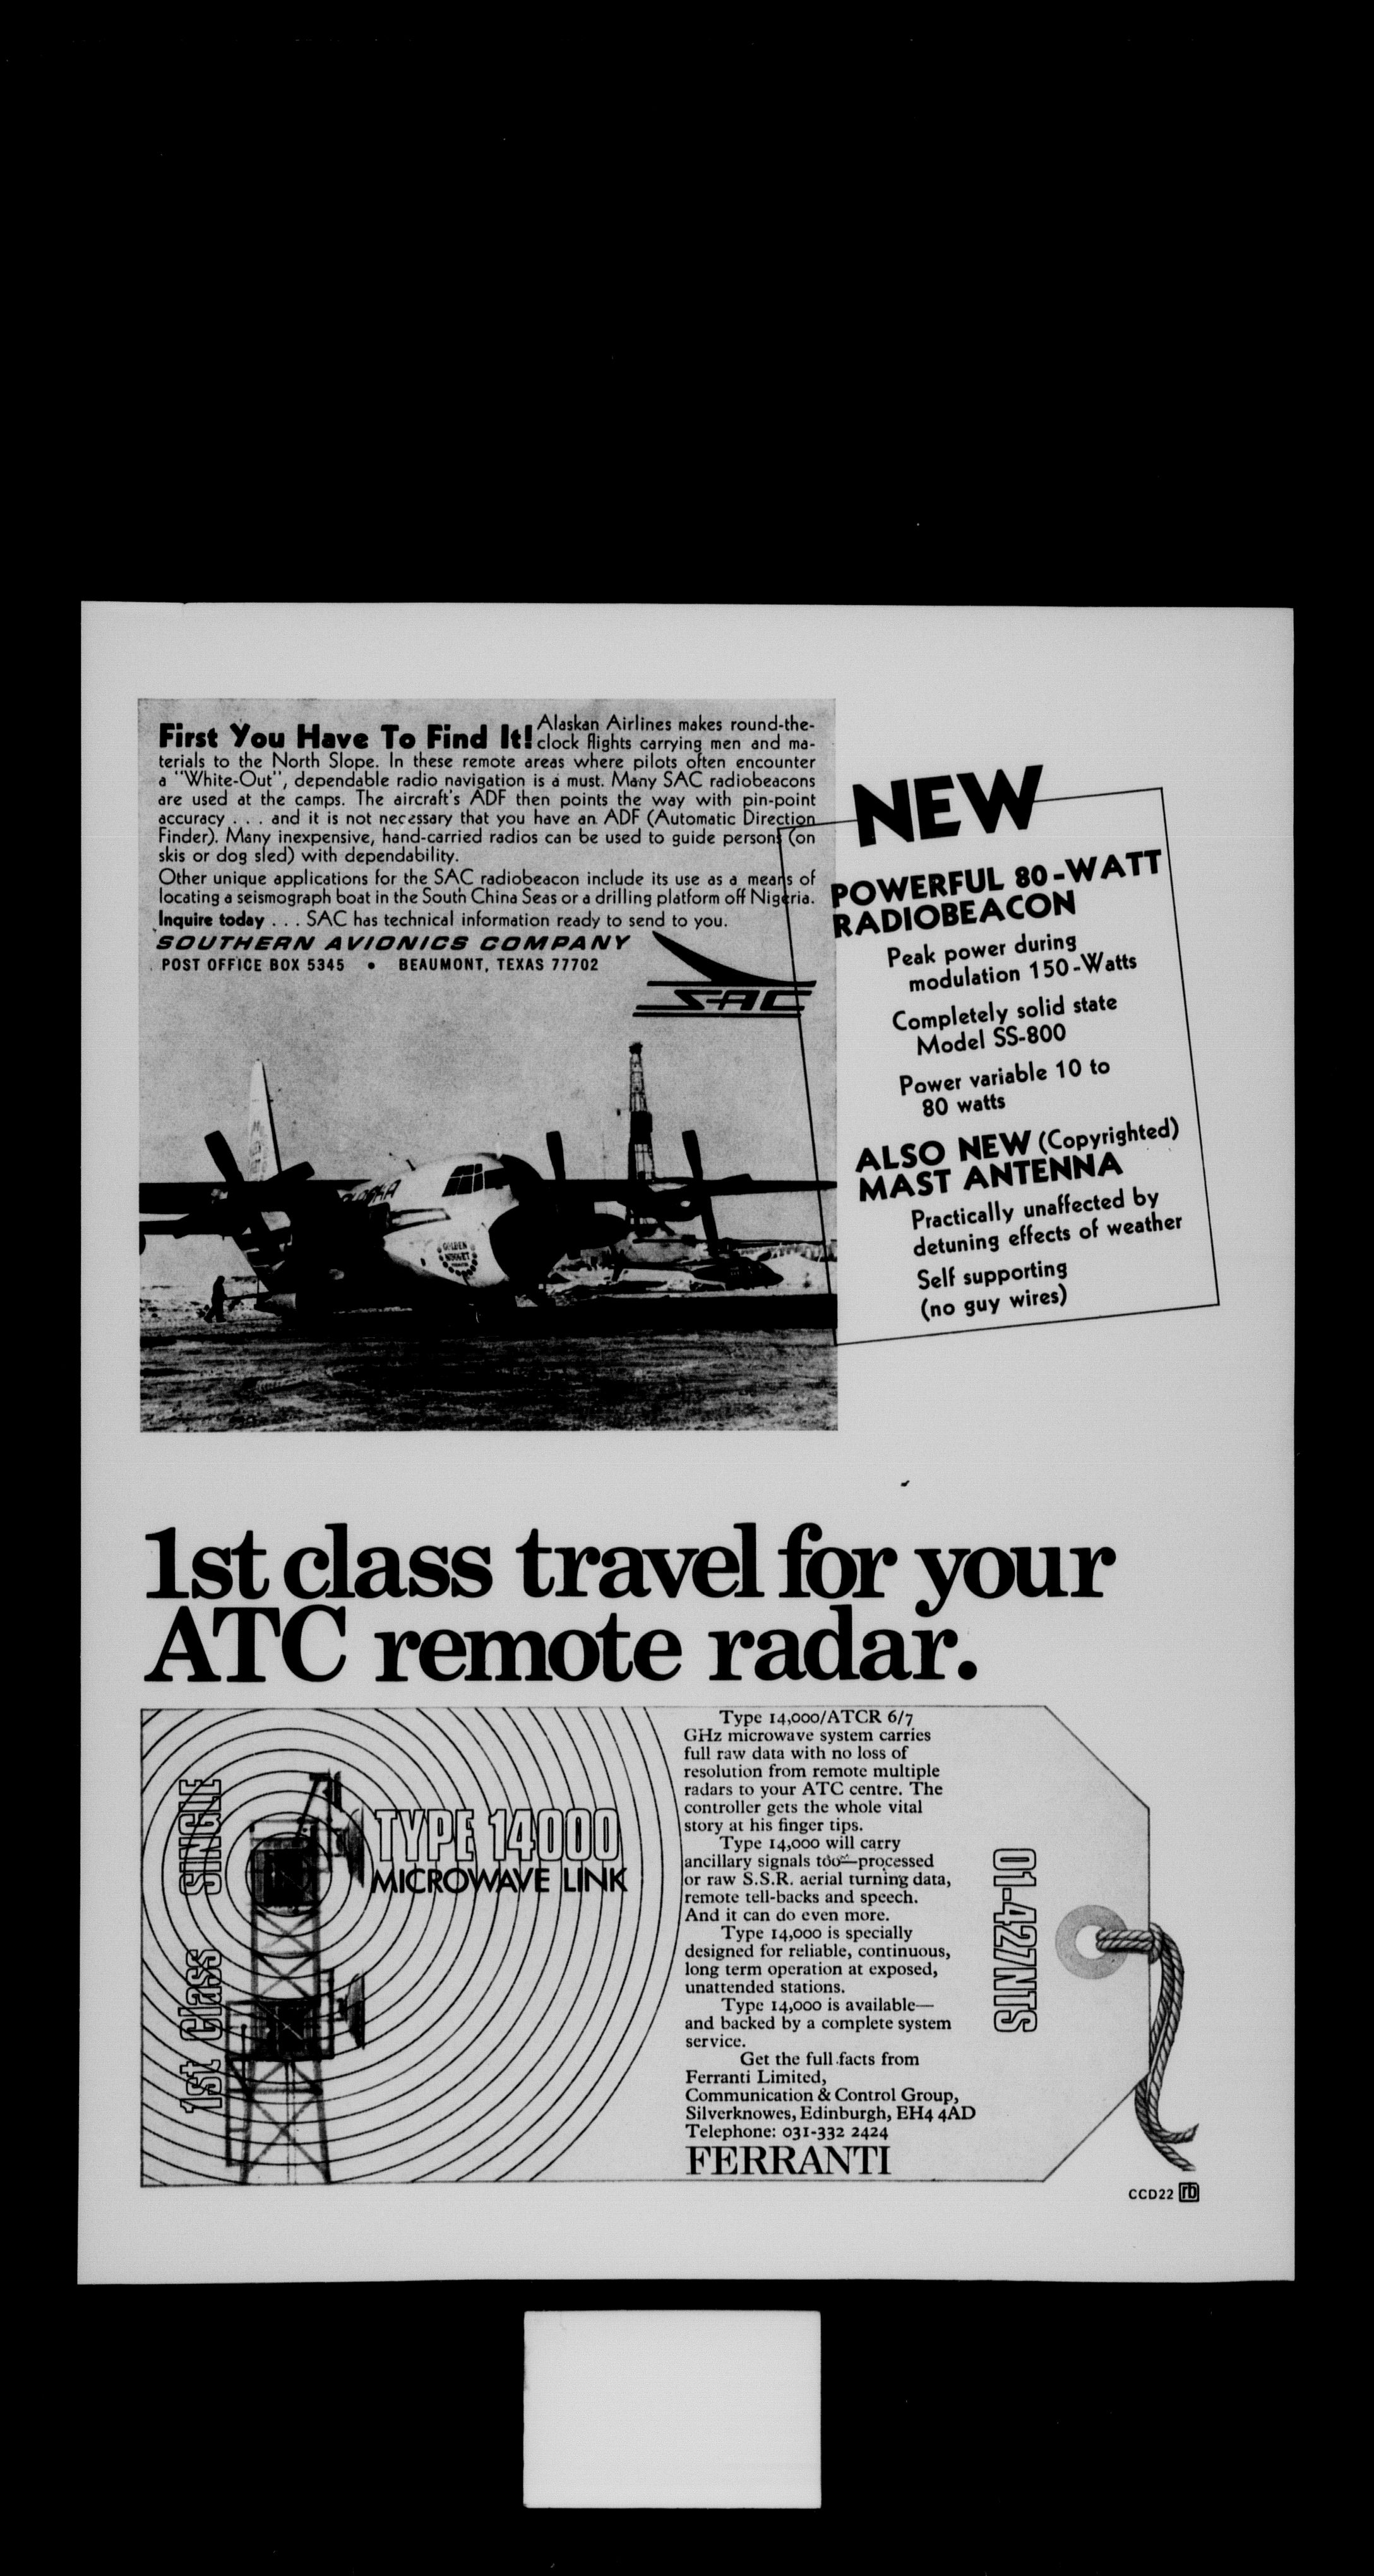 First You Have To Find It! Alaskan Airlines makes round-the-
clock flights carrying men and ma-
terials to the North Slope. In these remote areas where pilots often encounter
a "White-Out", dependable radio navigation is a must. Many SAC radiobeacons
are used at the camps. The aircraft's ADF then points the way with pin-point
accuracy . . . and it is not necessary that you have an ADF (Automatic Direction
Finder). Many inexpensive, hand-carried radios can be used to guide persons (on
skis or dog sled) with dependability.
Other unique applications for the SAC radiobeacon include its use as a means of
locating a seismograph boat in the South China Seas or a drilling platform off Nigeria.
Inquire today . . . SAC has technical information ready to send to you.
SOUTHERN AVIONICS COMPANY
POST OFFICE BOX 5345 • BEAUMONT, TEXAS 77702
SAC
ALASKA
GOLDEN
NUGGET
NEW
POWERFUL 80-WATT
RADIOBEACON
Peak power during
modulation 150-Watts
Completely solid state
Model SS-800
Power variable 10 to
80 watts
ALSO NEW (Copyrighted)
MAST ANTENNA
Practically unaffected by
detuning effects of weather
Self supporting
(no guy wires)
1st class travel for your
ATC remote radar.
1st Class SINGLE
TYPE 14000
MICROWAVE LINK
Type 14,000/ATCR 6/7
GHz microwave system carries
full raw data with no loss of
resolution from remote multiple
radars to your ATC centre. The
controller gets the whole vital
story at his finger tips.
Type 14,000 will carry
ancillary signals too—processed
or raw S.S.R. aerial turning data,
remote tell-backs and speech.
And it can do even more.
Type 14,000 is specially
designed for reliable, continuous,
long term operation at exposed,
unattended stations.
Type 14,000 is available—
and backed by a complete system
service.
Get the full facts from
Ferranti Limited,
Communication & Control Group,
Silverknowes, Edinburgh, EH4 4AD
Telephone: 031-332 2424
FERRANTI
01-427NTS
CCD22 rb